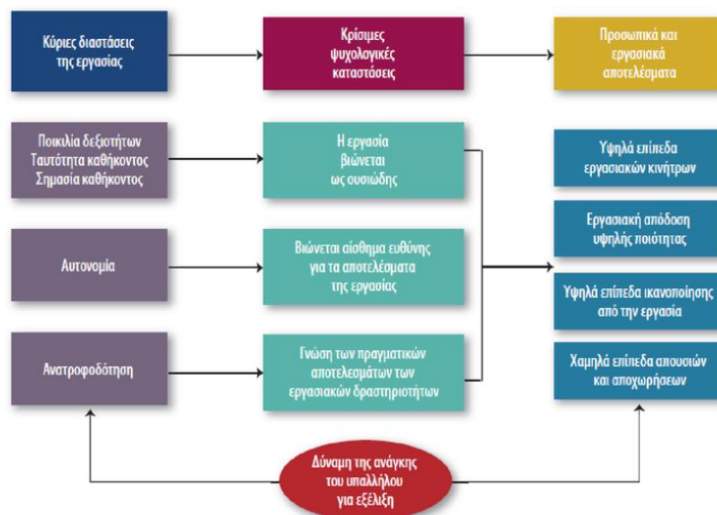 Κύριες διαστάσεις
της εργασίας
Κρίσιμες
ψυχολογικές
καταστάσεις
Προσωπικά και
εργασιακά
αποτελέσματα
Ποικιλία δεξιοτήτων
Ταυτότητα καθήκοντος
Σημασία καθήκοντος
Η εργασία
βιώνεται
ως ουσιώδης
Υψηλά επίπεδα
εργασιακών κινήτρων
Εργασιακή απόδοση
υψηλής ποιότητας
Αυτονομία
Βιώνεται αίσθημα ευθύνης
για τα αποτελέσματα
της εργασίας
Υψηλά επίπεδα ικανοποίησης
από την εργασία
Ανατροφοδότηση
Γνώση των πραγματικών
αποτελεσμάτων των
εργασιακών δραστηριοτήτων
Χαμηλά επίπεδα απουσιών
και αποχωρήσεων
Δύναμη της ανάγκης
του υπαλλήλου
για εξέλιξη